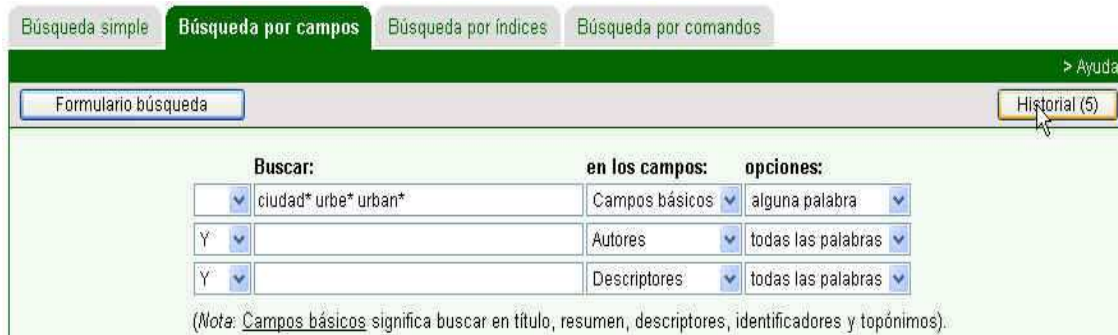 Búsqueda simple Búsqueda por campos Búsqueda por índices Búsqueda por comandos
> Ayuda
Formulario búsqueda Historial (5)
Buscar: en los campos: opciones:
ciudad* urbe* urban* Campos básicos alguna palabra
Y Autores todas las palabras
Y Descriptores todas las palabras
(Nota: Campos básicos significa buscar en título, resumen, descriptores, identificadores y topónimos).